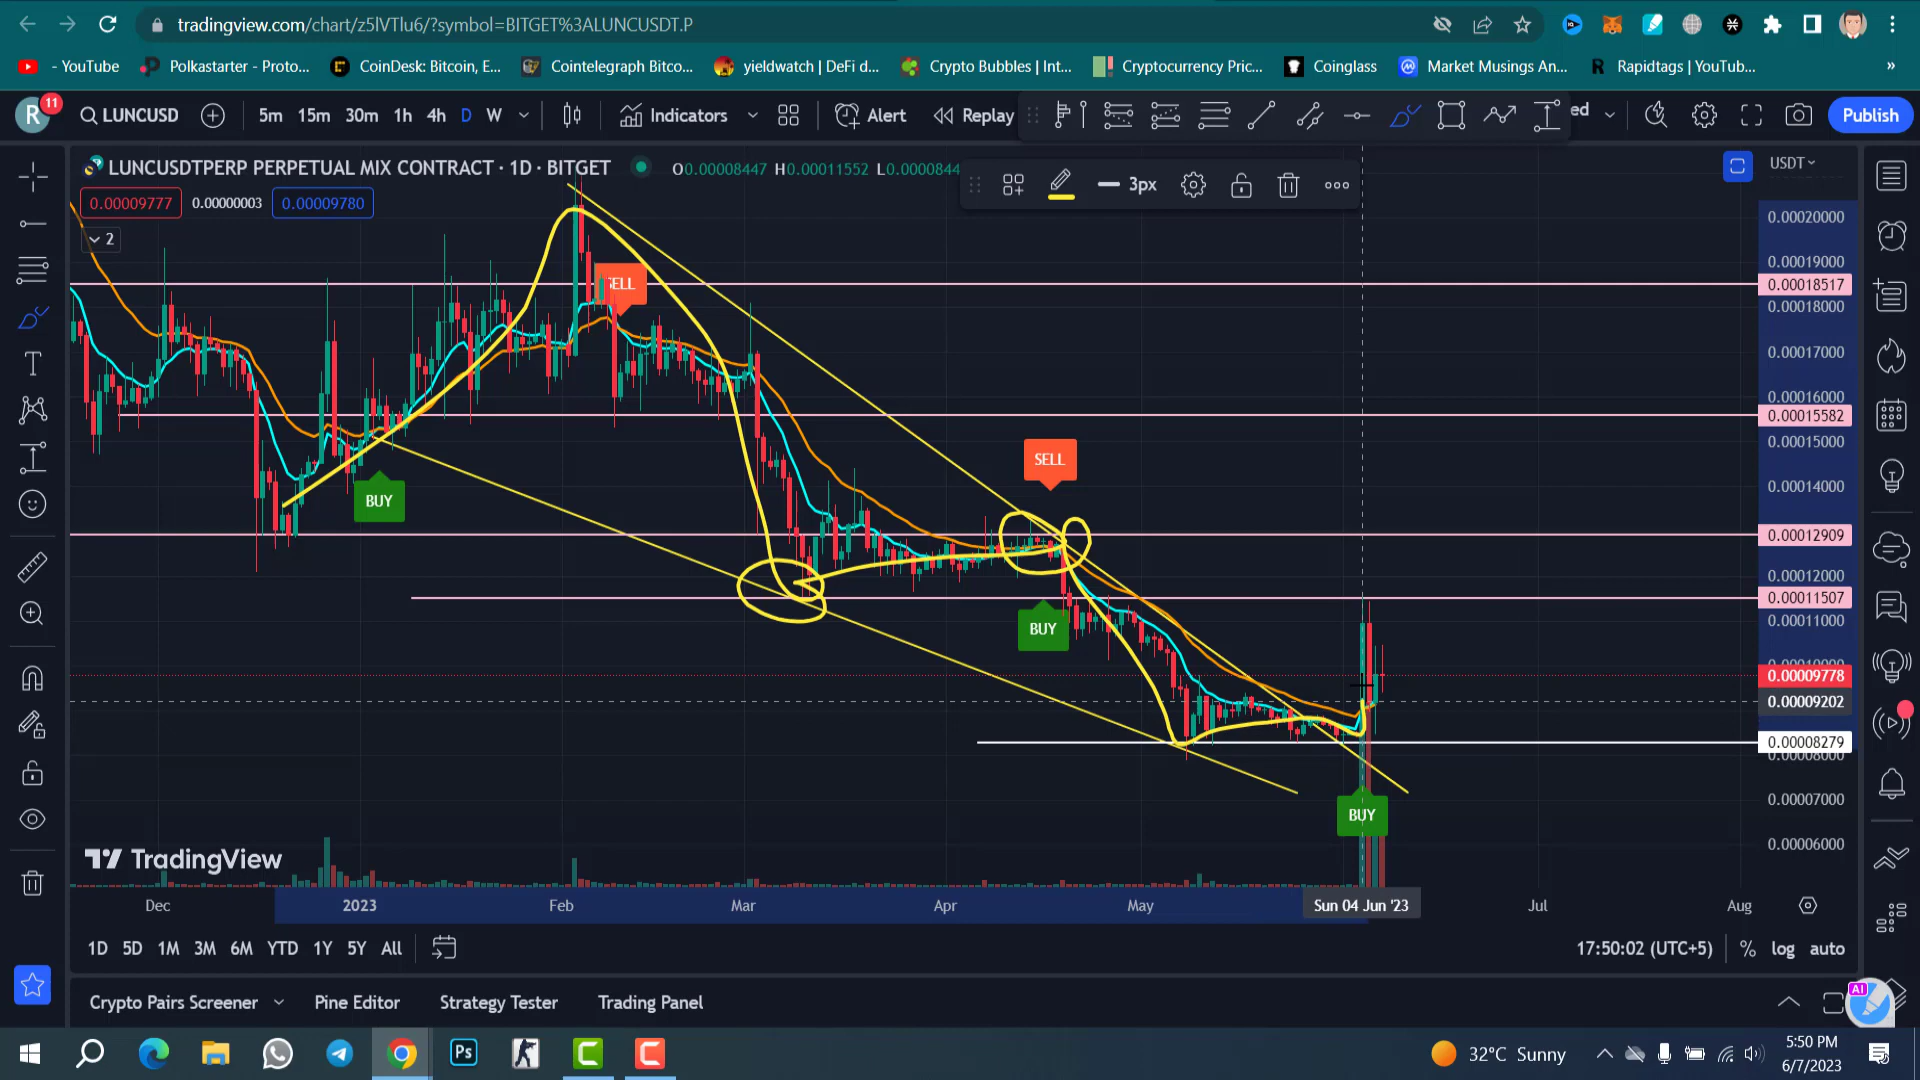 tradingview.com/chart/z5lVTlu6/?symbol=BITGET%3ALUNCUSDT.P
- YouTube
Polkastarter - Proto...
CoinDesk: Bitcoin, E...
Cointelegraph Bitco...
yieldwatch | DeFi d...
Crypto Bubbles | Int...
Cryptocurrency Pric...
Coinglass
Market Musings An...
Rapidtags | YouTub...
»
R
11
LUNCUSD
5m
15m
30m
1h
4h
D
W
Indicators
Alert
Replay
ed
Publish
LUNCUSDTPERP PERPETUAL MIX CONTRACT · 1D · BITGET
O0.00008447 H0.00011552 L0.0000844
3px
USDT
0.00009777
0.00000003
0.00009780
2
0.00020000
0.00019000
0.00018517
0.00018000
0.00017000
0.00016000
0.00015582
0.00015000
0.00014000
0.00012909
0.00012000
0.00011507
0.00011000
0.00009778
0.00009202
0.00008279
0.00007000
0.00006000
SELL
BUY
SELL
BUY
BUY
TradingView
Dec
2023
Feb
Mar
Apr
May
Sun 04 Jun '23
Jul
Aug
1D
5D
1M
3M
6M
YTD
1Y
5Y
All
17:50:02 (UTC+5)
%
log
auto
Crypto Pairs Screener
Pine Editor
Strategy Tester
Trading Panel
AI
Ps
32°C Sunny
5:50 PM
6/7/2023